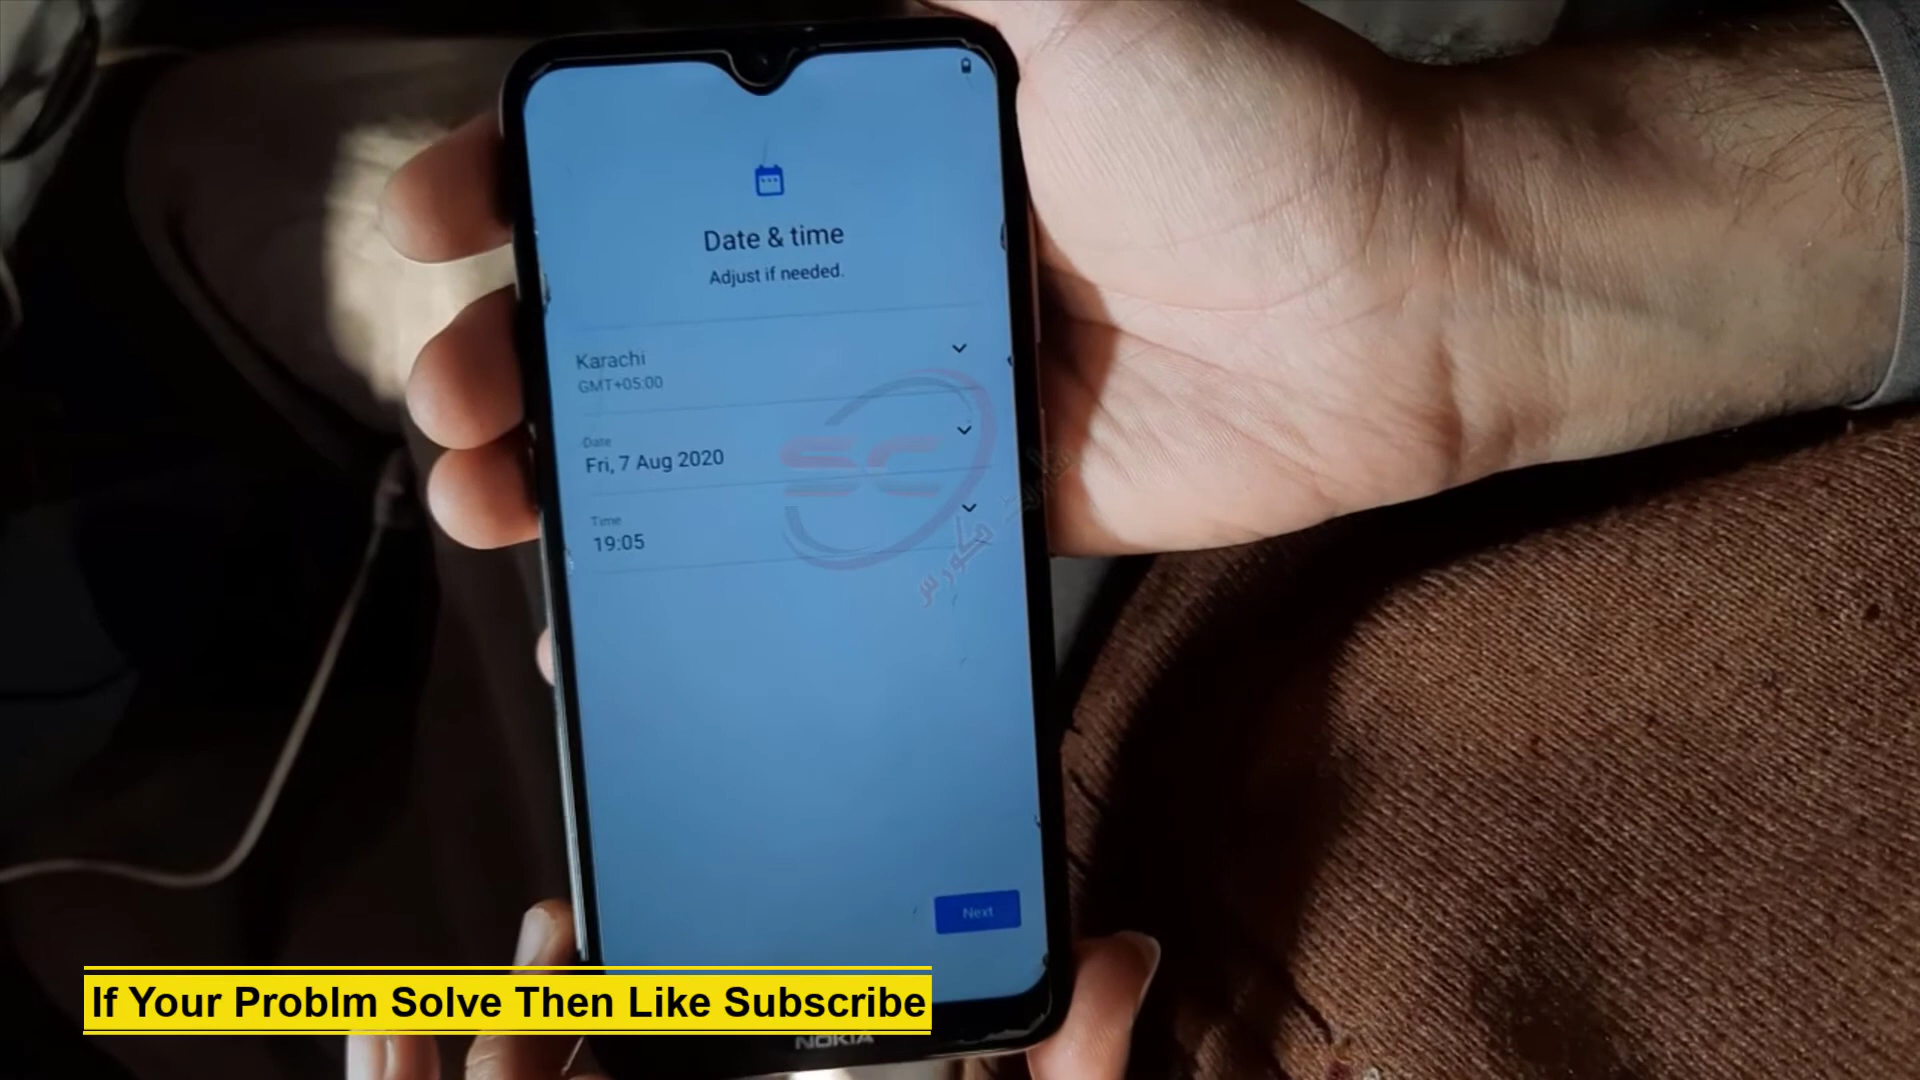 Date & time
Adjust if needed.
Karachi
GMT+05:00
Date
Fri, 7 Aug 2020
Time
19:05
SC
Next
If Your Problm Solve Then Like Subscribe
NOKIA